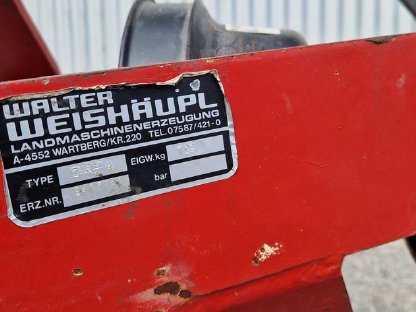 WALTER
WEISHÄUPL
LANDMASCHINENERZEUGUNG
A-4552 WARTBERG/KR.220 TEL.07587/421-0
TYPE EIGW.kg
ERZ.NR. bar